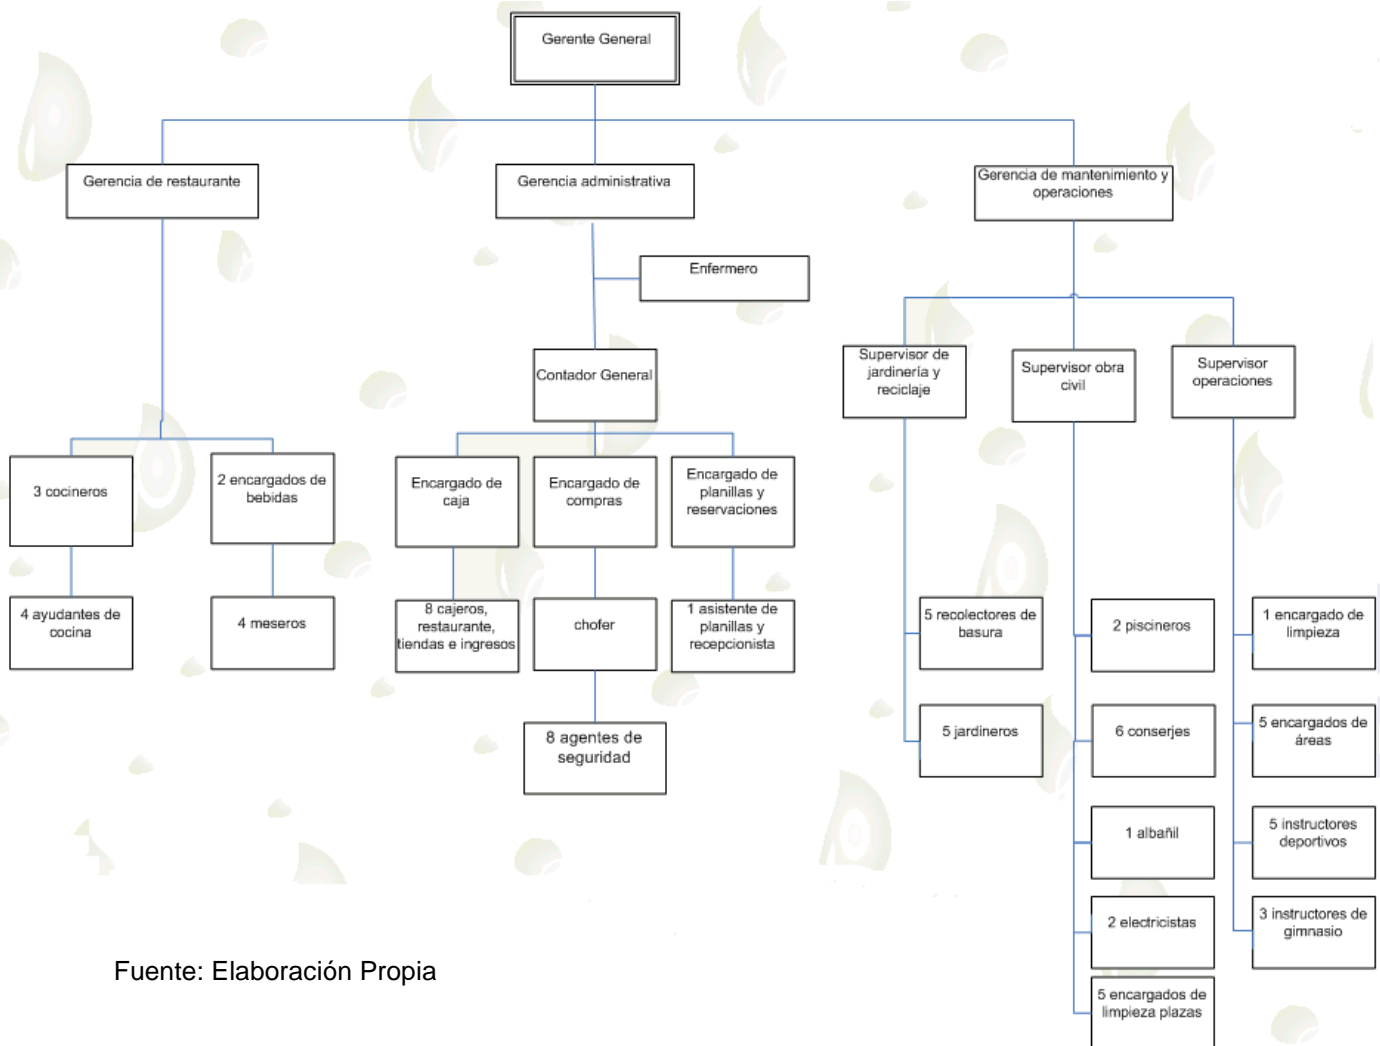 Gerente General
Gerencia de restaurante
Gerencia administrativa
Gerencia de mantenimiento y
operaciones
Enfermero
Contador General
Supervisor de
jardinería y
reciclaje
Supervisor obra
civil
Supervisor
operaciones
3 cocineros
2 encargados de
bebidas
Encargado de
caja
Encargado de
compras
Encargado de
planillas y
reservaciones
4 ayudantes de
cocina
4 meseros
8 cajeros,
restaurante,
tiendas e ingresos
chofer
1 asistente de
planillas y
recepcionista
8 agentes de
seguridad
5 recolectores de
basura
5 jardineros
2 piscineros
6 conserjes
1 albañil
2 electricistas
5 encargados de
limpieza plazas
1 encargado de
limpieza
5 encargados de
áreas
5 instructores
deportivos
3 instructores de
gimnasio
Fuente: Elaboración Propia